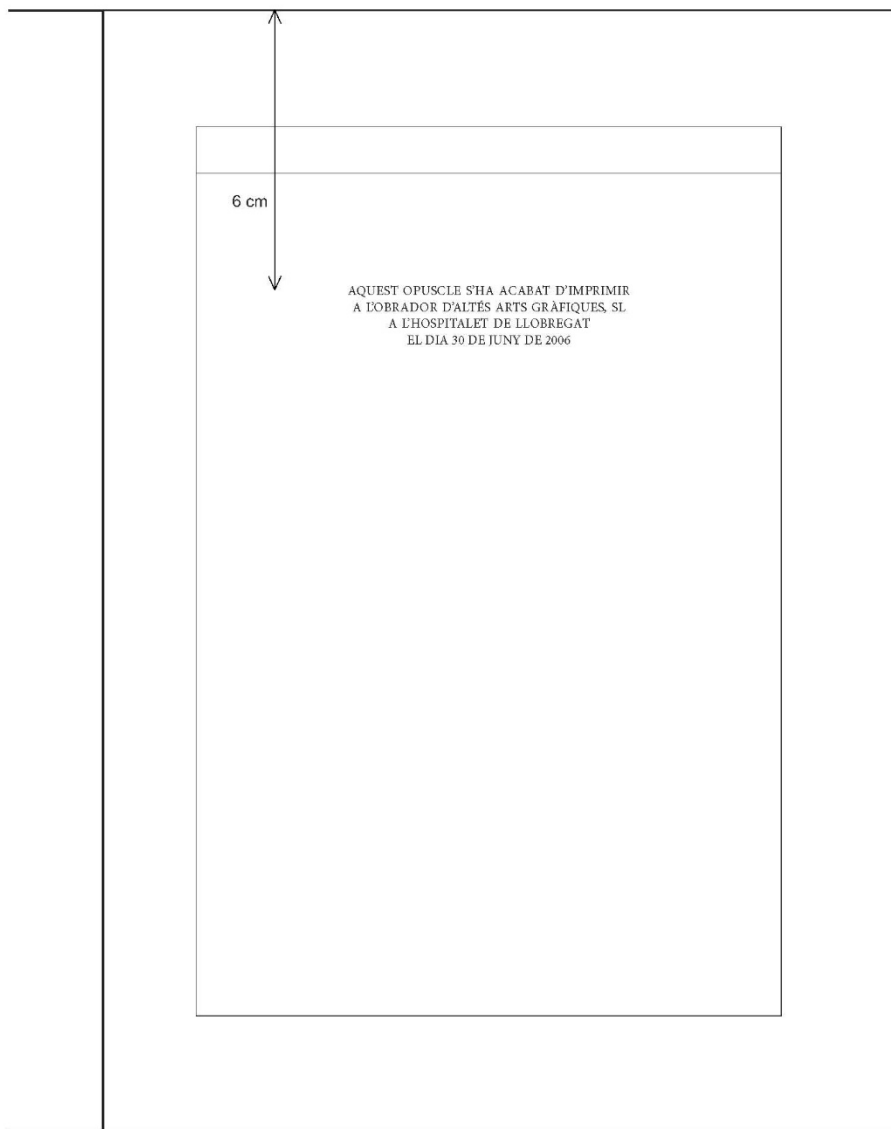 6 cm
AQUEST OPUSCLE S'HA ACABAT D'IMPRIMIR
A L'OBRADOR D'ALTÉS ARTS GRÀFIQUES, SL
A L'HOSPITALET DE LLOBREGAT
EL DIA 30 DE JUNY DE 2006